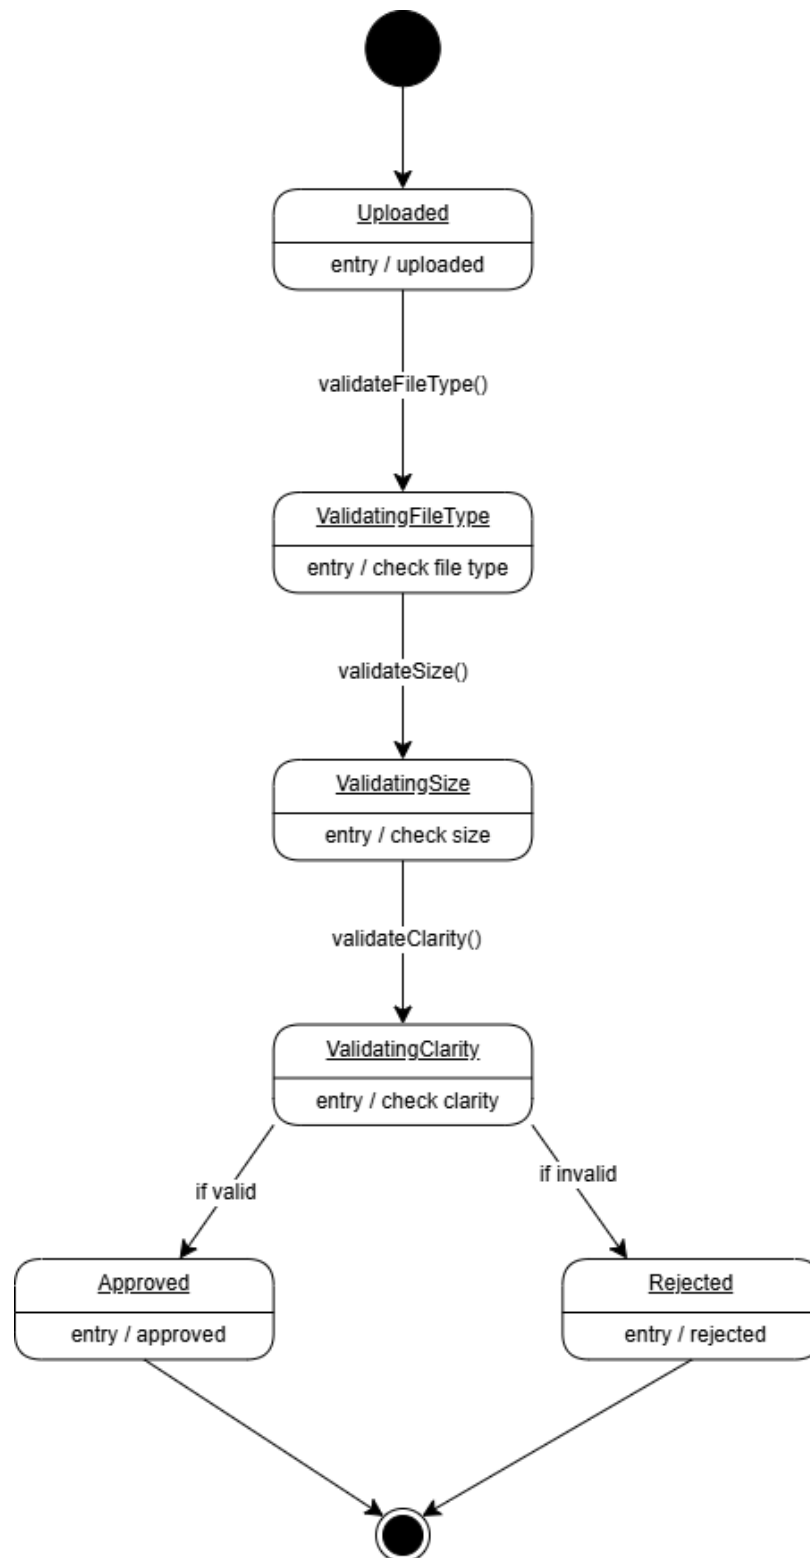 Uploaded
entry / uploaded
validateFileType()
ValidatingFileType
entry / check file type
validateSize()
ValidatingSize
entry / check size
validateClarity()
ValidatingClarity
entry / check clarity
if valid
if invalid
Approved
entry / approved
Rejected
entry / rejected